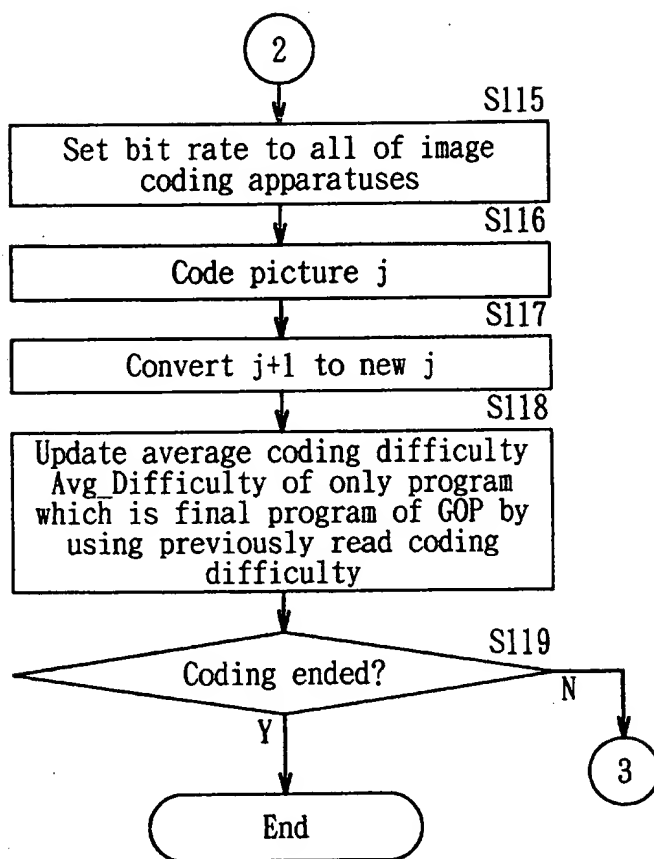 2
S115
Set bit rate to all of image
coding apparatuses
S116
Code picture j
S117
Convert j+1 to new j
S118
Update average coding difficulty
Avg_Difficulty of only program
which is final program of GOP by
using previously read coding
difficulty
S119
Coding ended?
N
Y
3
End